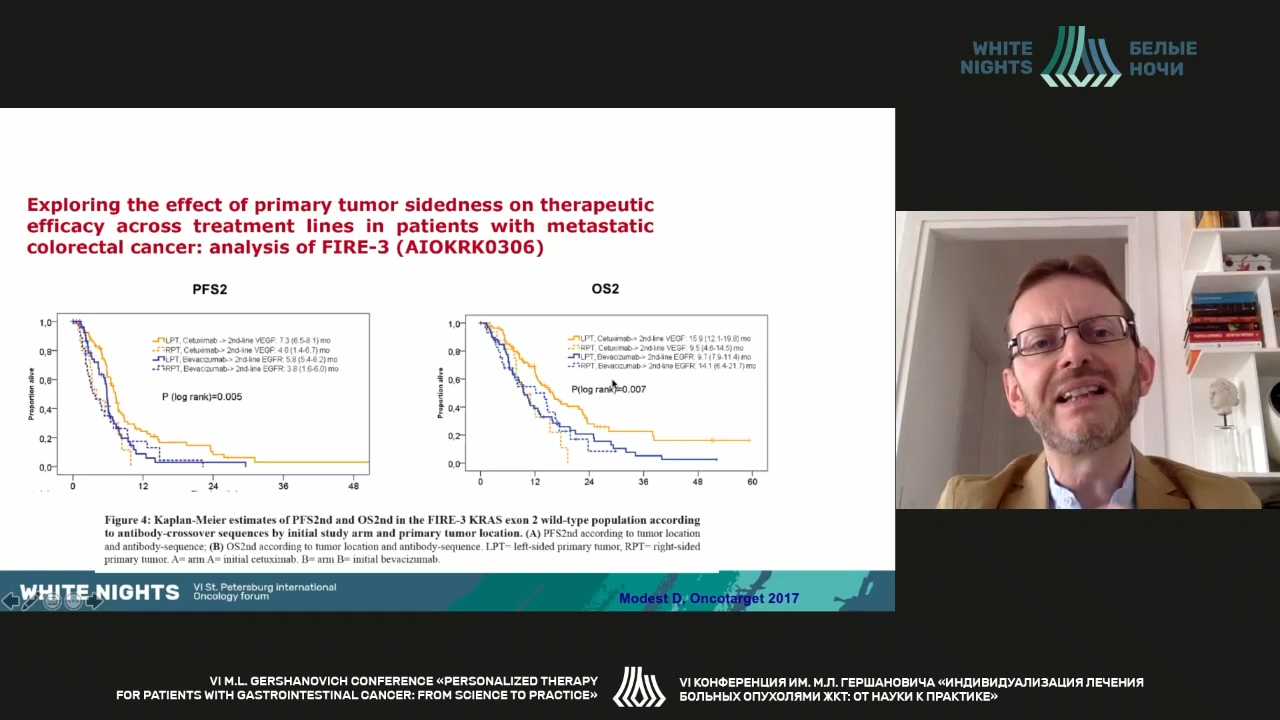 WHITE
NIGHTS
БЕЛЫЕ
НОЧИ
Exploring the effect of primary tumor sidedness on therapeutic
efficacy across treatment lines in patients with metastatic
colorectal cancer: analysis of FIRE-3 (AIOKRK0306)
PFS2
Proportion alive
1,0
0,8
0,6
0,4
0,2
0,0
LPT, Cetuximab -> 2nd-line VEGF: 7.3 (6.5-8.1) mo
RPT, Cetuximab -> 2nd-line VEGF: 4.0 (1.4-6.7) mo
LPT, Bevacizumab-> 2nd-line EGFR: 5.8 (5.4-6.2) mo
RPT, Bevacizumab-> 2nd-line EGFR: 3.8 (1.6-6.0) mo
P (log rank)=0.005
0 12 24 36 48
OS2
Proportion alive
1,0
0,8
0,6
0,4
0,2
0,0
LPT, Cetuximab -> 2nd-line VEGF: 15.9 (12.1-19.8) mo
RPT, Cetuximab -> 2nd-line VEGF: 9.5 (4.6-14.5) mo
LPT, Bevacizumab-> 2nd-line EGFR: 9.7 (7.9-11.4) mo
RPT, Bevacizumab-> 2nd-line EGFR: 14.1 (6.4-21.7) mo
P(log rank)=0.007
0 12 24 36 48 60
Figure 4: Kaplan-Meier estimates of PFS2nd and OS2nd in the FIRE-3 KRAS exon 2 wild-type population according
to antibody-crossover sequences by initial study arm and primary tumor location. (A) PFS2nd according to tumor location
and antibody-sequence; (B) OS2nd according to tumor location and antibody-sequence. LPT= left-sided primary tumor, RPT= right-sided
primary tumor. A= arm A= initial cetuximab. B= arm B= initial bevacizumab.
WHITE NIGHTS
VI St. Petersburg international
Oncology forum
Modest D, Oncotarget 2017
VI M.L. GERSHANOVICH CONFERENCE «PERSONALIZED THERAPY
FOR PATIENTS WITH GASTROINTESTINAL CANCER: FROM SCIENCE TO PRACTICE»
VI КОНФЕРЕНЦИЯ ИМ. М.Л. ГЕРШАНОВИЧА «ИНДИВИДУАЛИЗАЦИЯ ЛЕЧЕНИЯ
БОЛЬНЫХ ОПУХОЛЯМИ ЖКТ: ОТ НАУКИ К ПРАКТИКЕ»